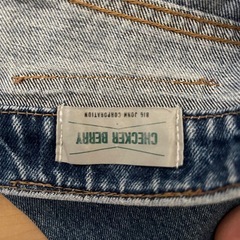 CHECKER BERRY
BIG JOHN CORPORATION